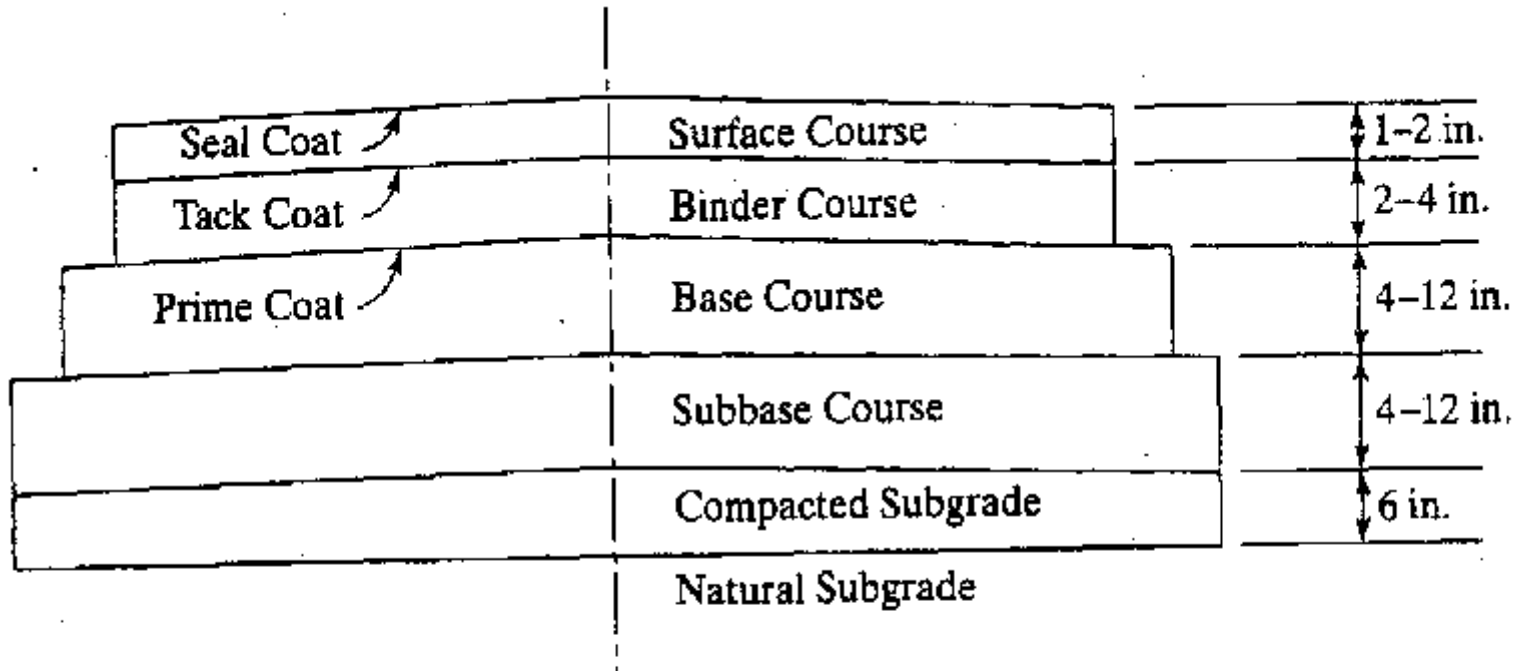 Seal Coat
Surface Course
1–2 in.
Tack Coat
Binder Course
2–4 in.
Prime Coat
Base Course
4–12 in.
Subbase Course
4–12 in.
Compacted Subgrade
6 in.
Natural Subgrade